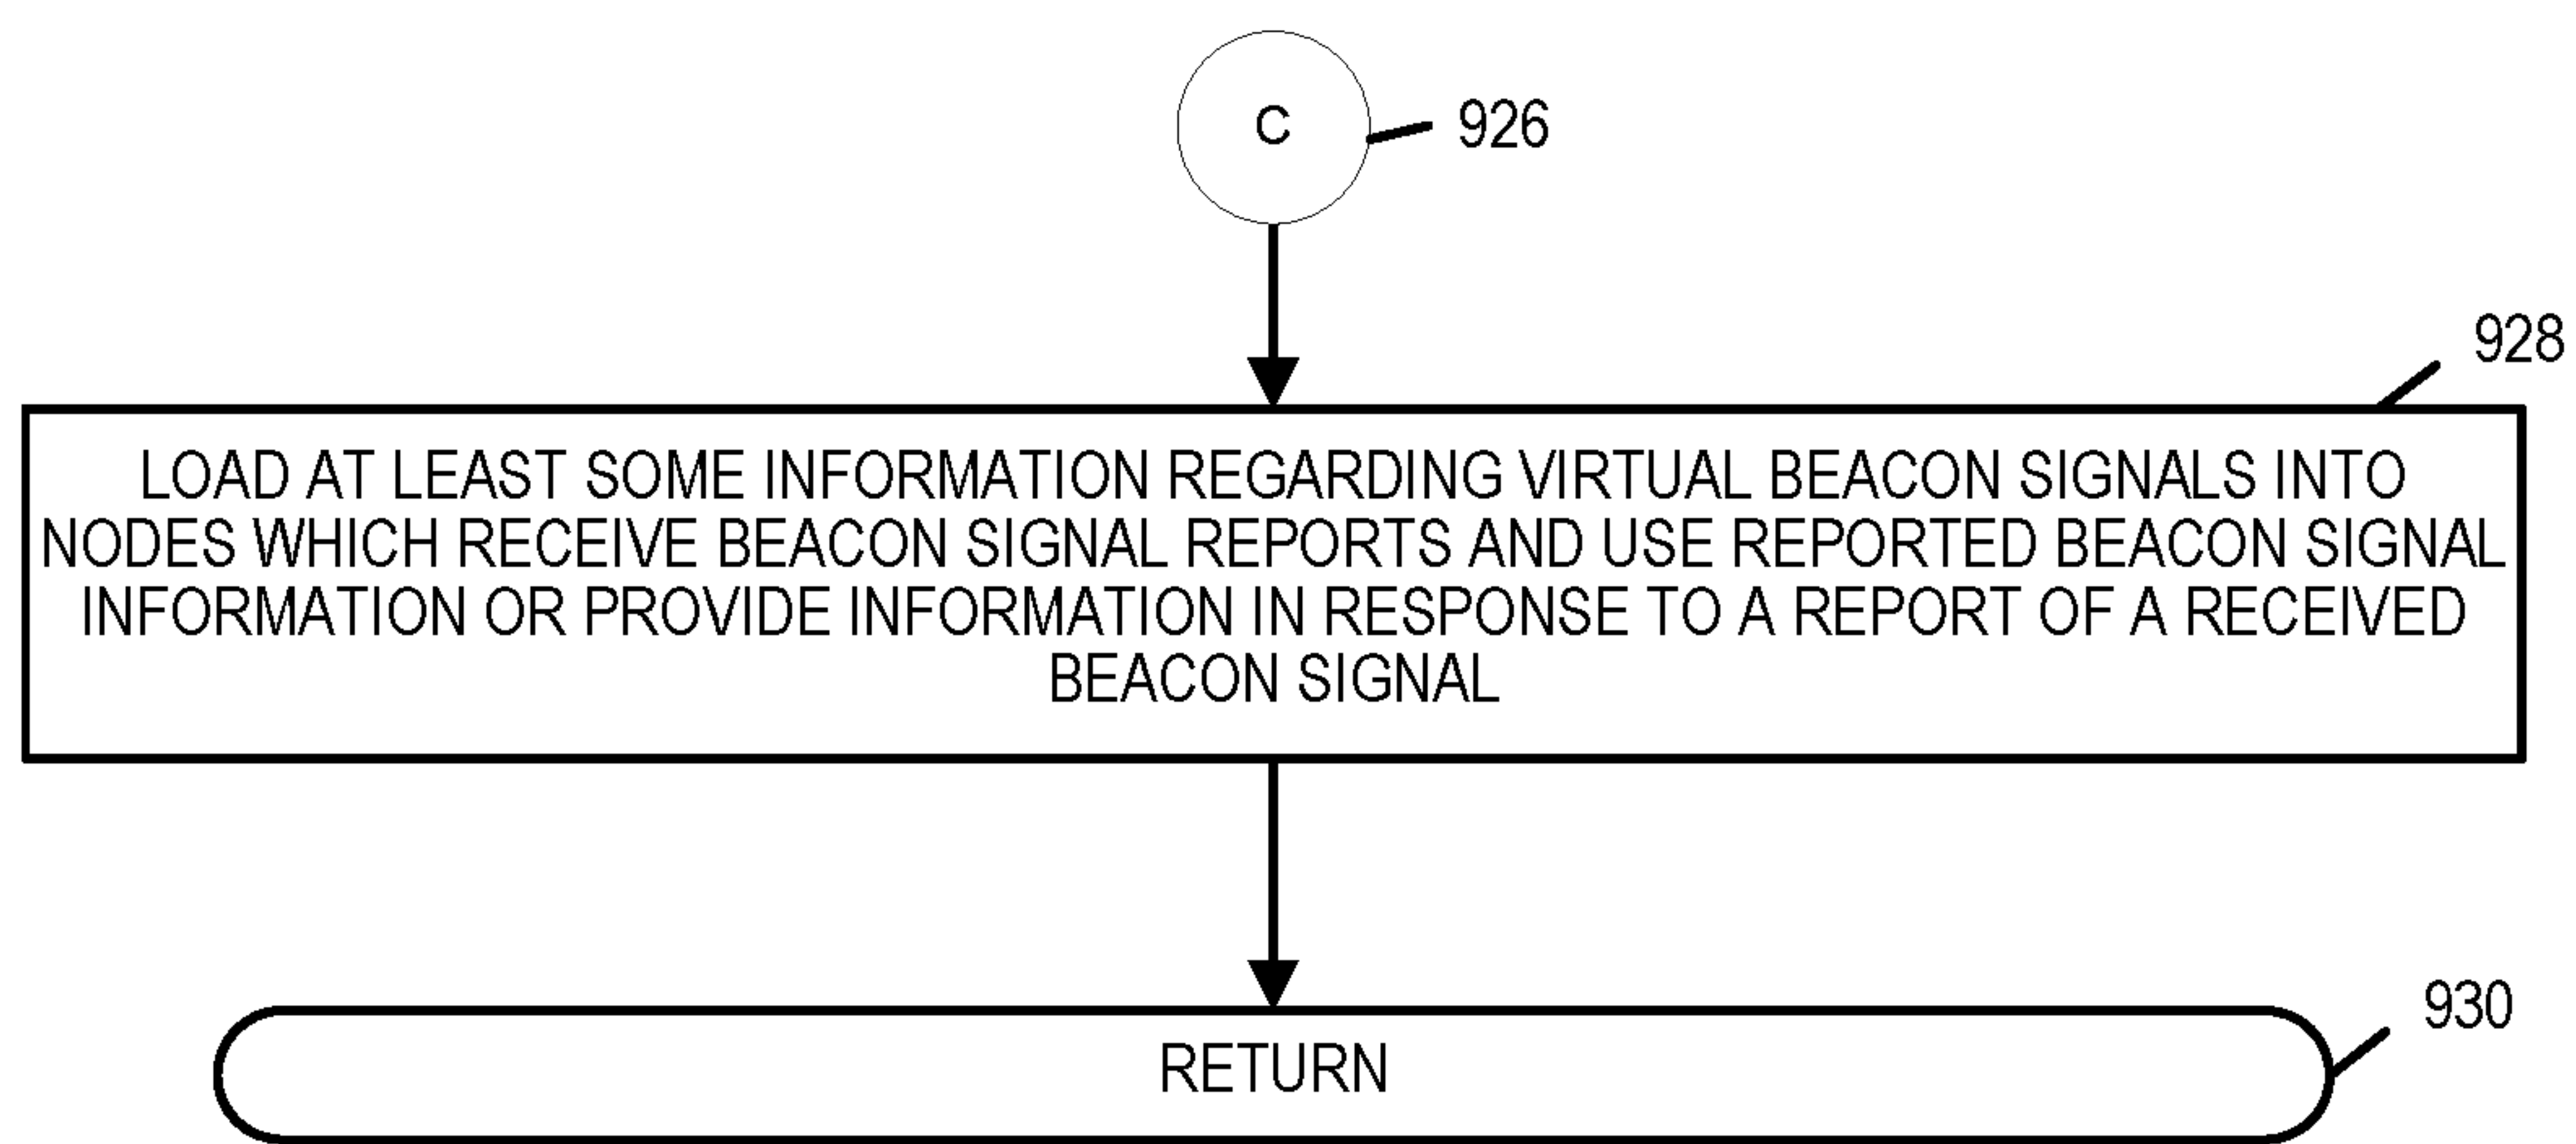 C
926
928
LOAD AT LEAST SOME INFORMATION REGARDING VIRTUAL BEACON SIGNALS INTO
NODES WHICH RECEIVE BEACON SIGNAL REPORTS AND USE REPORTED BEACON SIGNAL
INFORMATION OR PROVIDE INFORMATION IN RESPONSE TO A REPORT OF A RECEIVED
BEACON SIGNAL
930
RETURN